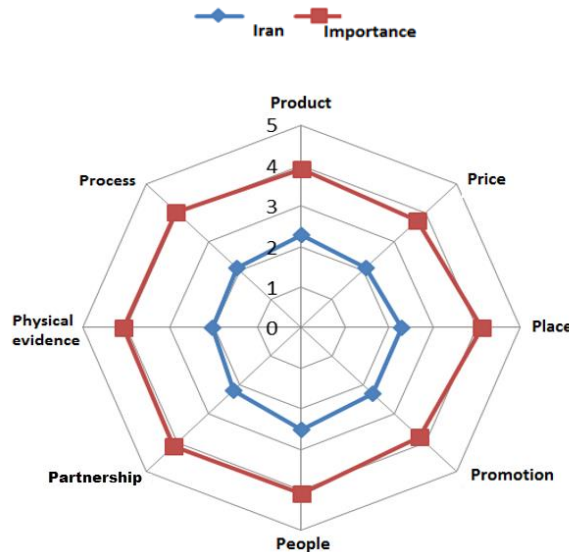 Iran
Importance
Product
5
4
3
2
1
0
Price
Place
Promotion
People
Partnership
Physical
evidence
Process